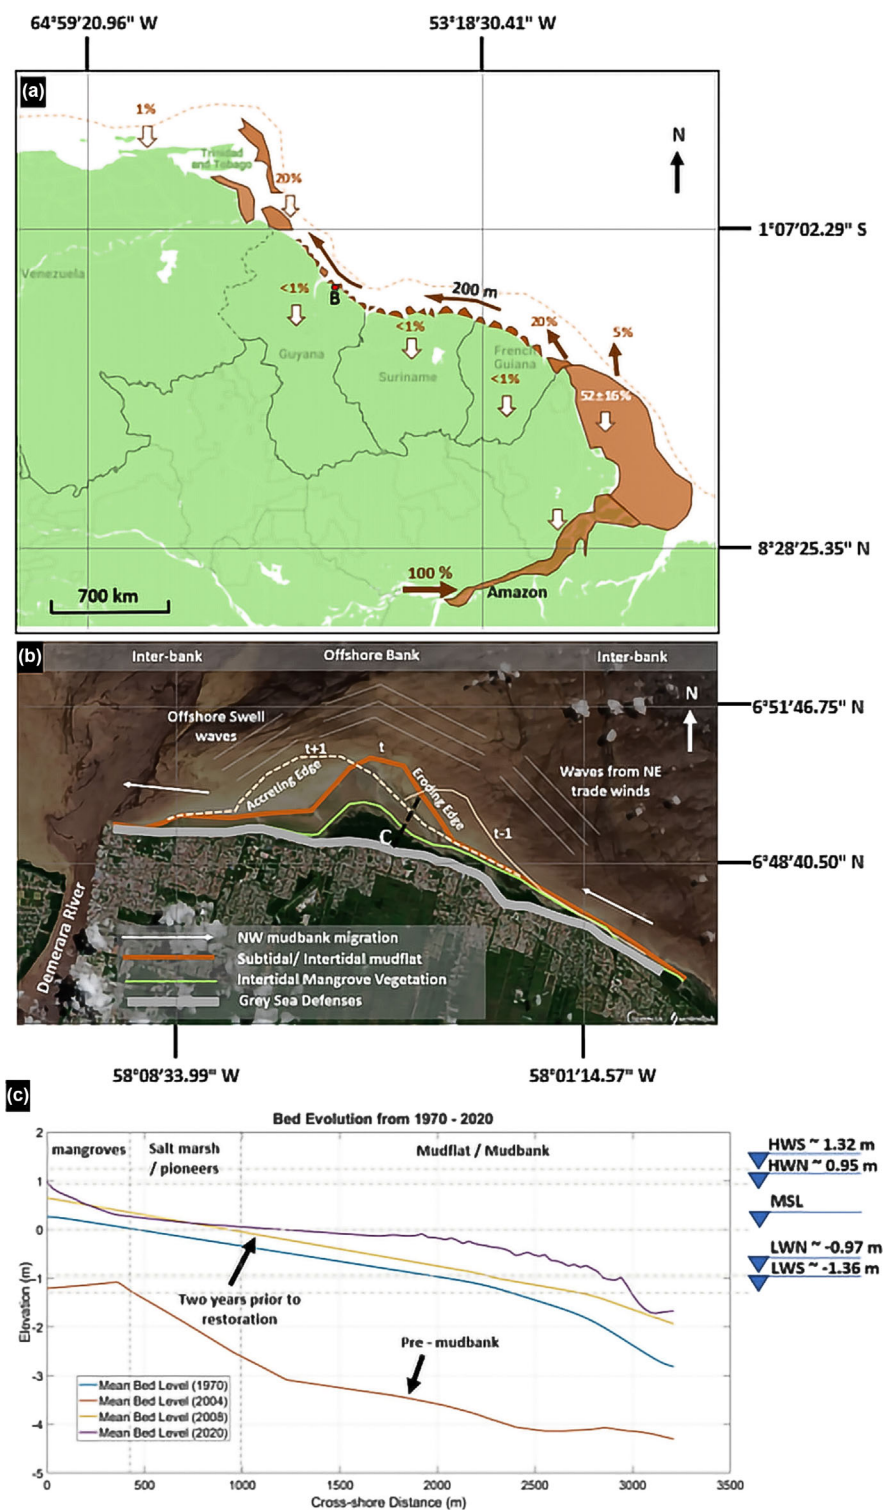 64°59′20.96″ W 53°18′30.41″ W
(a)
1%
N
Trinidad
and Tobago
20%
1°07′02.29″ S
Venezuela
<1%
B
200 m
<1%
20%
5%
Guyana
French
Guiana
Suriname
<1%
52±16%
?
8°28′25.35″ N
100 %
Amazon
700 km
(b)
Inter-bank Offshore Bank Inter-bank
N
6°51′46.75″ N
Offshore Swell
waves
t+1
t
Accreting Edge
Eroding Edge
Waves from NE
trade winds
t-1
C
6°48′40.50″ N
Demerara River
NW mudbank migration
Subtidal/ Intertidal mudflat
Intertidal Mangrove Vegetation
Grey Sea Defenses
58°08′33.99″ W 58°01′14.57″ W
(c)
Bed Evolution from 1970 - 2020
mangroves
Salt marsh
/ pioneers
Mudflat / Mudbank
HWS ~ 1.32 m
HWN ~ 0.95 m
MSL
LWN ~ -0.97 m
LWS ~ -1.36 m
Two years prior to
restoration
Pre - mudbank
Mean Bed Level (1970)
Mean Bed Level (2004)
Mean Bed Level (2008)
Mean Bed Level (2020)
Elevation (m)
2
1
0
-1
-2
-3
-4
-5
0 500 1000 1500 2000 2500 3000 3500
Cross-shore Distance (m)